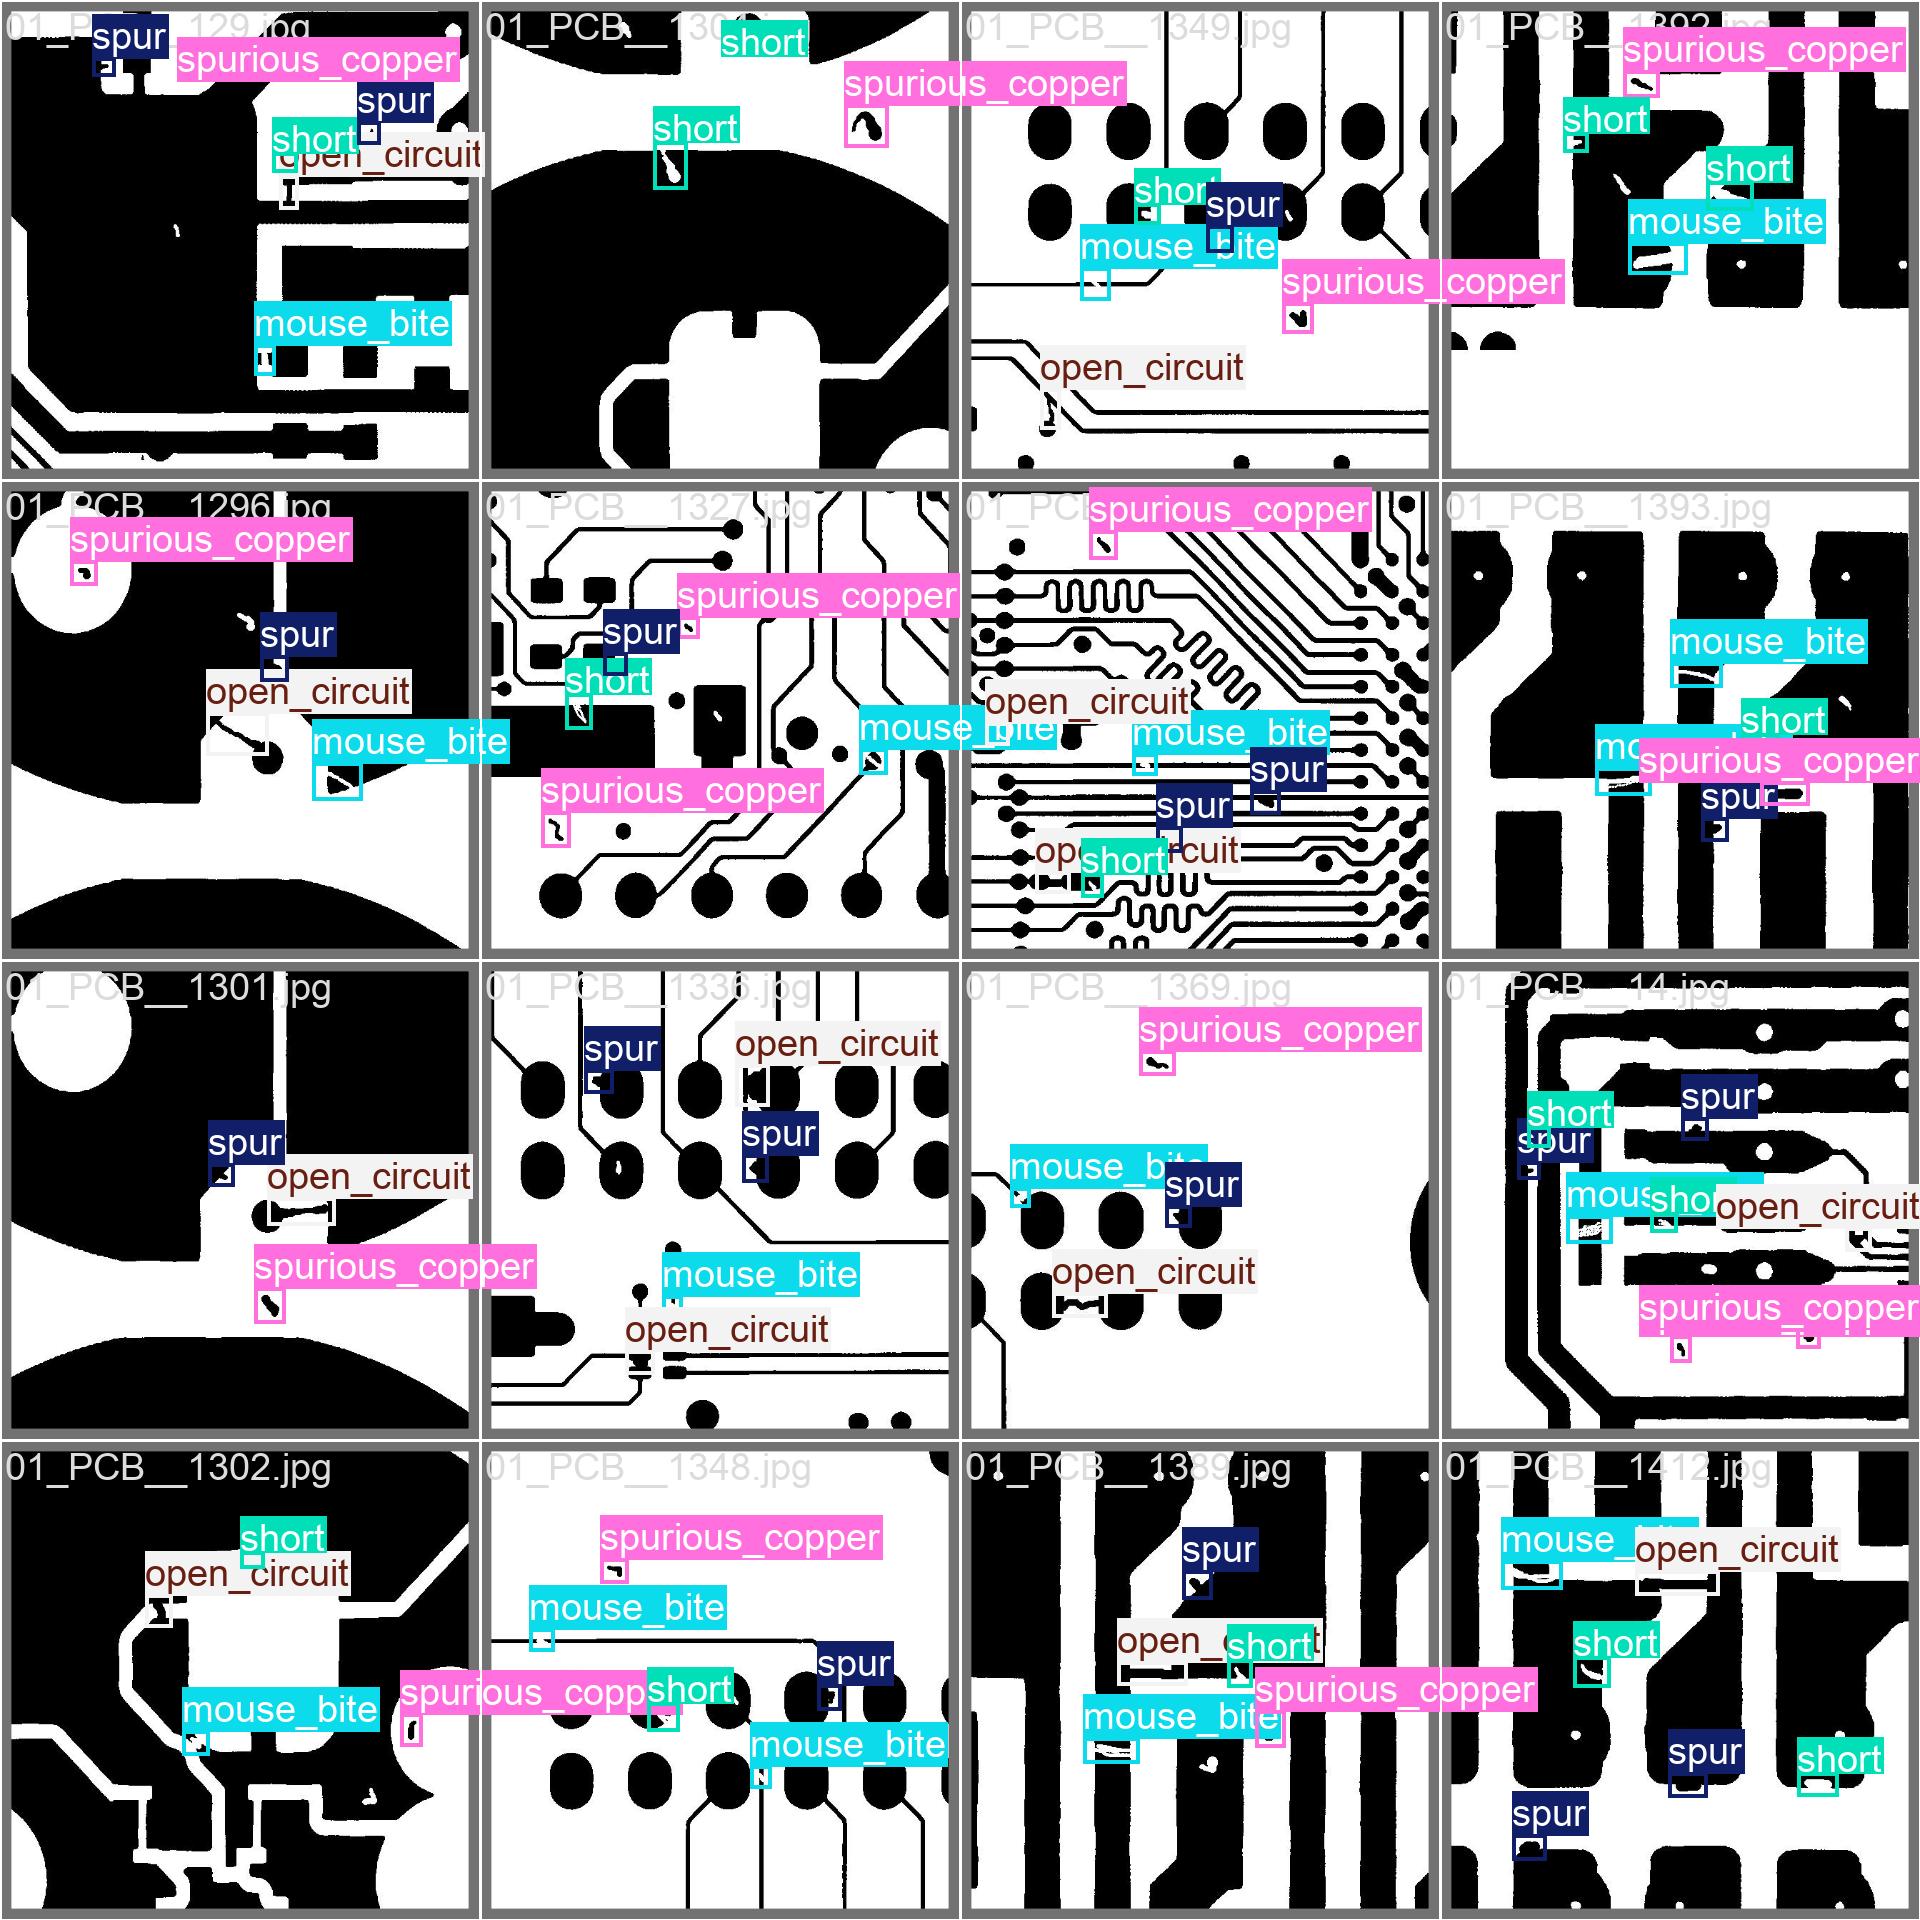 spur
129.jpg
spurious_copper
spur
short
open_circuit
mouse_bite
short
spurious_copper
short
01_PCB__1349.jpg
short
spur
mouse_bite
spurious_copper
open_circuit
1392.jpg
spurious_copper
short
short
mouse_bite
01_PCB__1296.jpg
spurious_copper
spur
open_circuit
mouse_bite
01_PCB__1327.jpg
spurious_copper
spur
short
mouse_bite
spurious_copper
spurious_copper
open_circuit
mouse_bite
spur
spur
short
01_PCB__1393.jpg
mouse_bite
short
spurious_copper
spur
01_PCB__1301.jpg
spur
open_circuit
spurious_copper
01_PCB__1336.jpg
spur
open_circuit
spur
mouse_bite
open_circuit
01_PCB__1369.jpg
spurious_copper
mouse_bite
spur
open_circuit
01_PCB__14.jpg
spur
short
spur
open_circuit
spurious_copper
01_PCB__1302.jpg
short
open_circuit
mouse_bite
spurious_copper
01_PCB__1348.jpg
spurious_copper
mouse_bite
spur
short
mouse_bite
01_PCB__1389.jpg
spur
short
spurious_copper
mouse_bite
01_PCB__1412.jpg
open_circuit
short
spur
short
spur